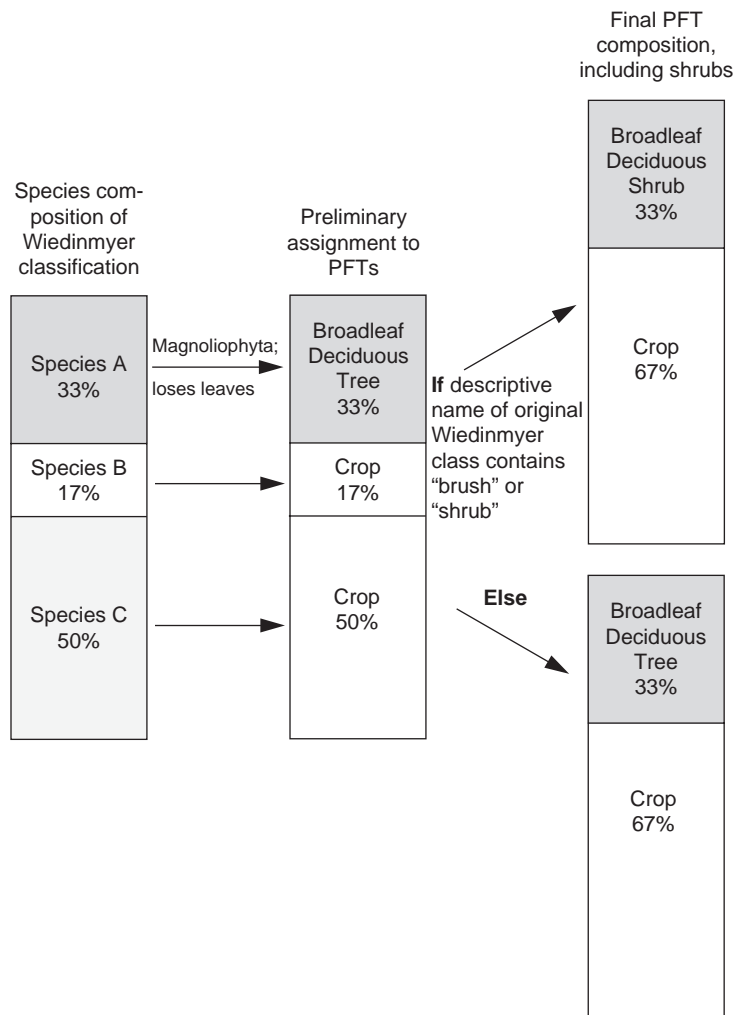 Species com-
position of
Wiedinmyer
classification
Species A
33%
Species B
17%
Species C
50%
Magnoliophyta;
loses leaves
Preliminary
assignment to
PFTs
Broadleaf
Deciduous
Tree
33%
Crop
17%
Crop
50%
If descriptive
name of original
Wiedinmyer
class contains
“brush” or
“shrub”
Else
Final PFT
composition,
including shrubs
Broadleaf
Deciduous
Shrub
33%
Crop
67%
Broadleaf
Deciduous
Tree
33%
Crop
67%